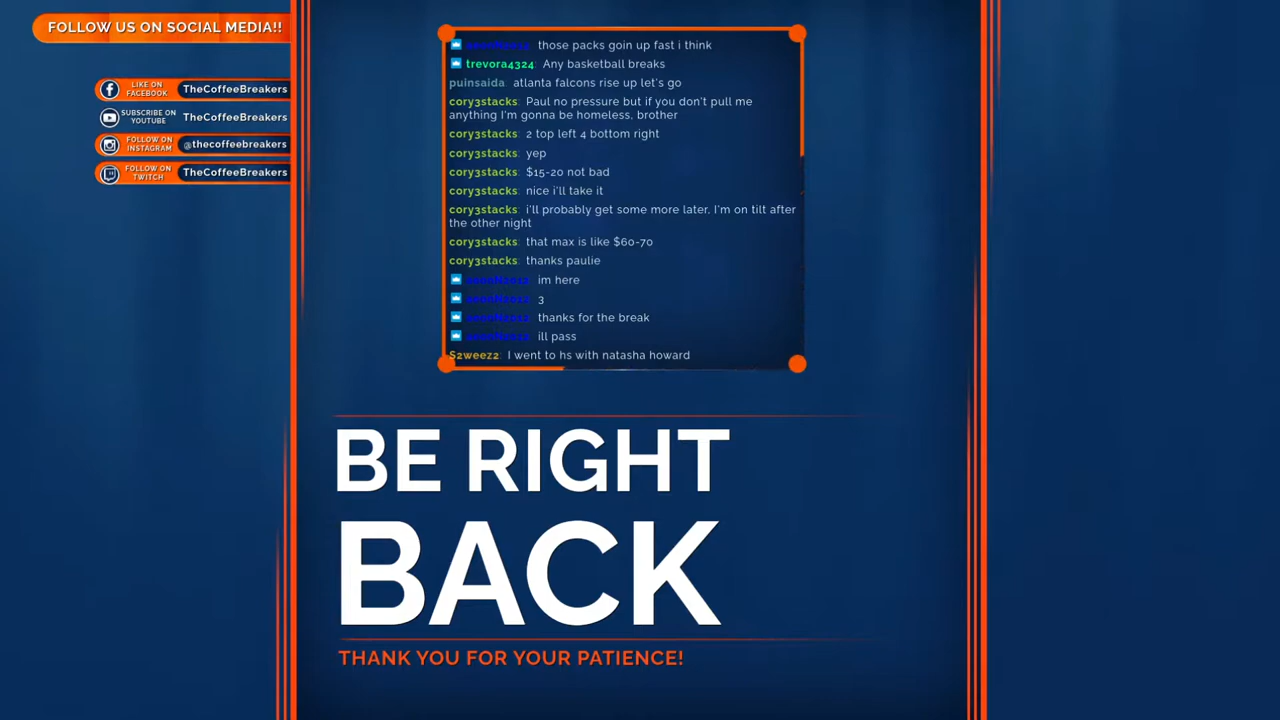 FOLLOW US ON SOCIAL MEDIA!!
LIKE ON
FACEBOOK
TheCoffeeBreakers
SUBSCRIBE ON
YOUTUBE
TheCoffeeBreakers
FOLLOW ON
INSTAGRAM
@thecoffeebreakers
FOLLOW ON
TWITCH
TheCoffeeBreakers
those packs goin up fast i think
trevora4324: Any basketball breaks
puinsaida: atlanta falcons rise up let's go
cory3stacks: Paul no pressure but if you don't pull me
anything I'm gonna be homeless, brother
cory3stacks: 2 top left 4 bottom right
cory3stacks: yep
cory3stacks: $15-20 not bad
cory3stacks: nice i'll take it
cory3stacks: i'll probably get some more later, I'm on tilt after
the other night
cory3stacks: that max is like $60-70
cory3stacks: thanks paulie
im here
3
thanks for the break
ill pass
S2weez2: I went to hs with natasha howard
BE RIGHT
BACK
THANK YOU FOR YOUR PATIENCE!